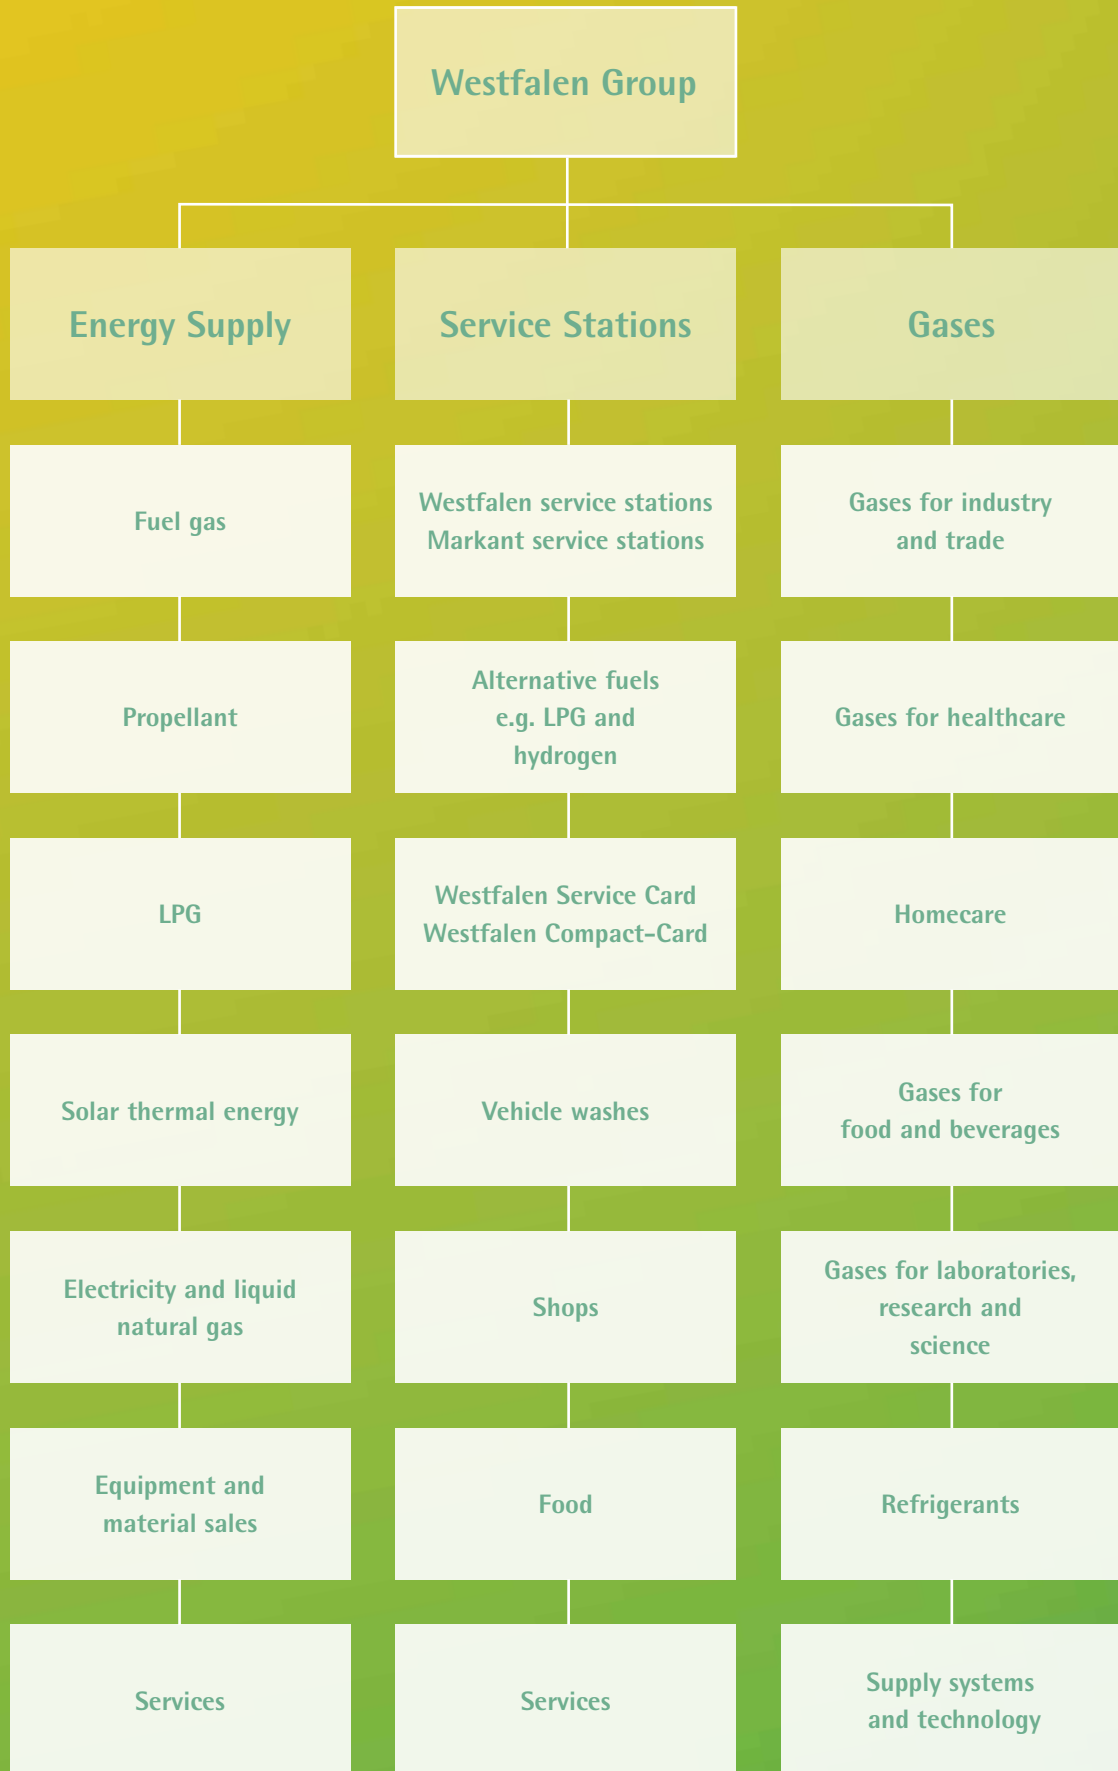 Westfalen Group
Energy Supply
Service Stations
Gases
Fuel gas
Westfalen service stations
Markant service stations
Gases for industry
and trade
Propellant
Alternative fuels
e.g. LPG and
hydrogen
Gases for healthcare
LPG
Westfalen Service Card
Westfalen Compact-Card
Homecare
Solar thermal energy
Vehicle washes
Gases for
food and beverages
Electricity and liquid
natural gas
Shops
Gases for laboratories,
research and
science
Equipment and
material sales
Food
Refrigerants
Services
Services
Supply systems
and technology